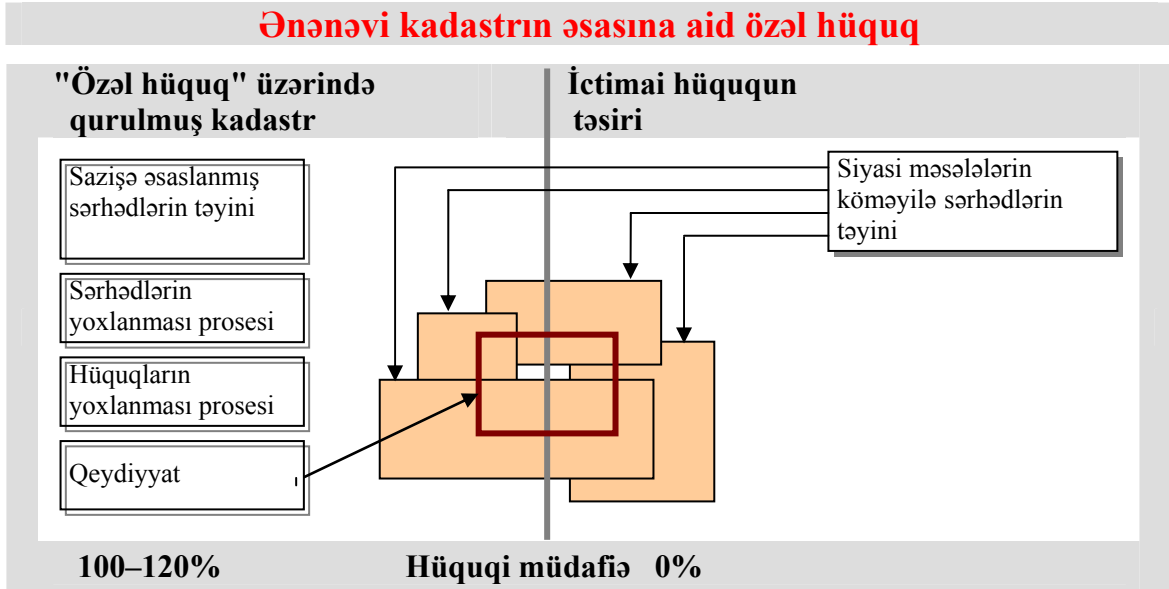 Ənənəvi kadastrın əsasına aid özəl hüquq
"Özəl hüquq" üzərində
qurulmuş kadastr
İctimai hüququn
təsiri
Sazişə əsaslanmış
sərhədlərin təyini
Sərhədlərin
yoxlanması prosesi
Hüquqların
yoxlanması prosesi
Qeydiyyat
Siyasi məsələlərin
köməyilə sərhədlərin
təyini
100–120% Hüquqi müdafiə 0%